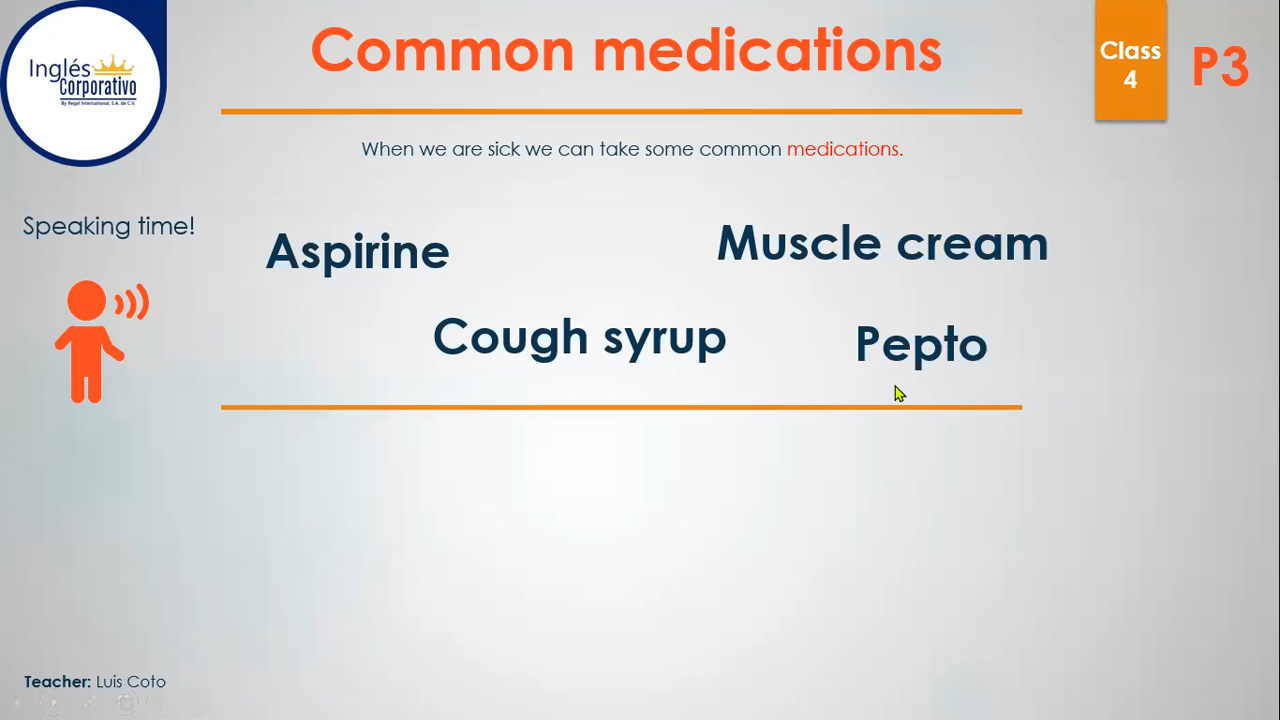 Inglés
Corporativo
By Regal International, S.A. de C.V.
Common medications
Class
4
P3
When we are sick we can take some common medications.
Speaking time!
Aspirine
Muscle cream
Cough syrup
Pepto
Teacher: Luis Coto